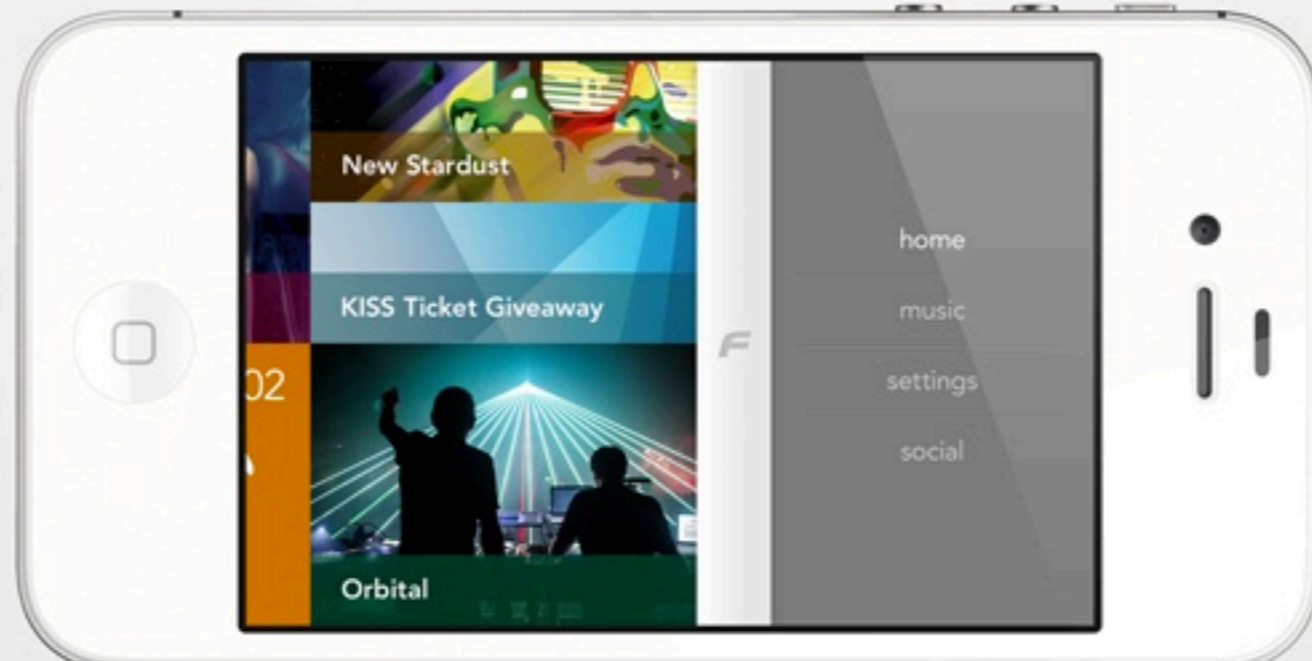 New Stardust
KISS Ticket Giveaway
02
Orbital
F
home
music
settings
social